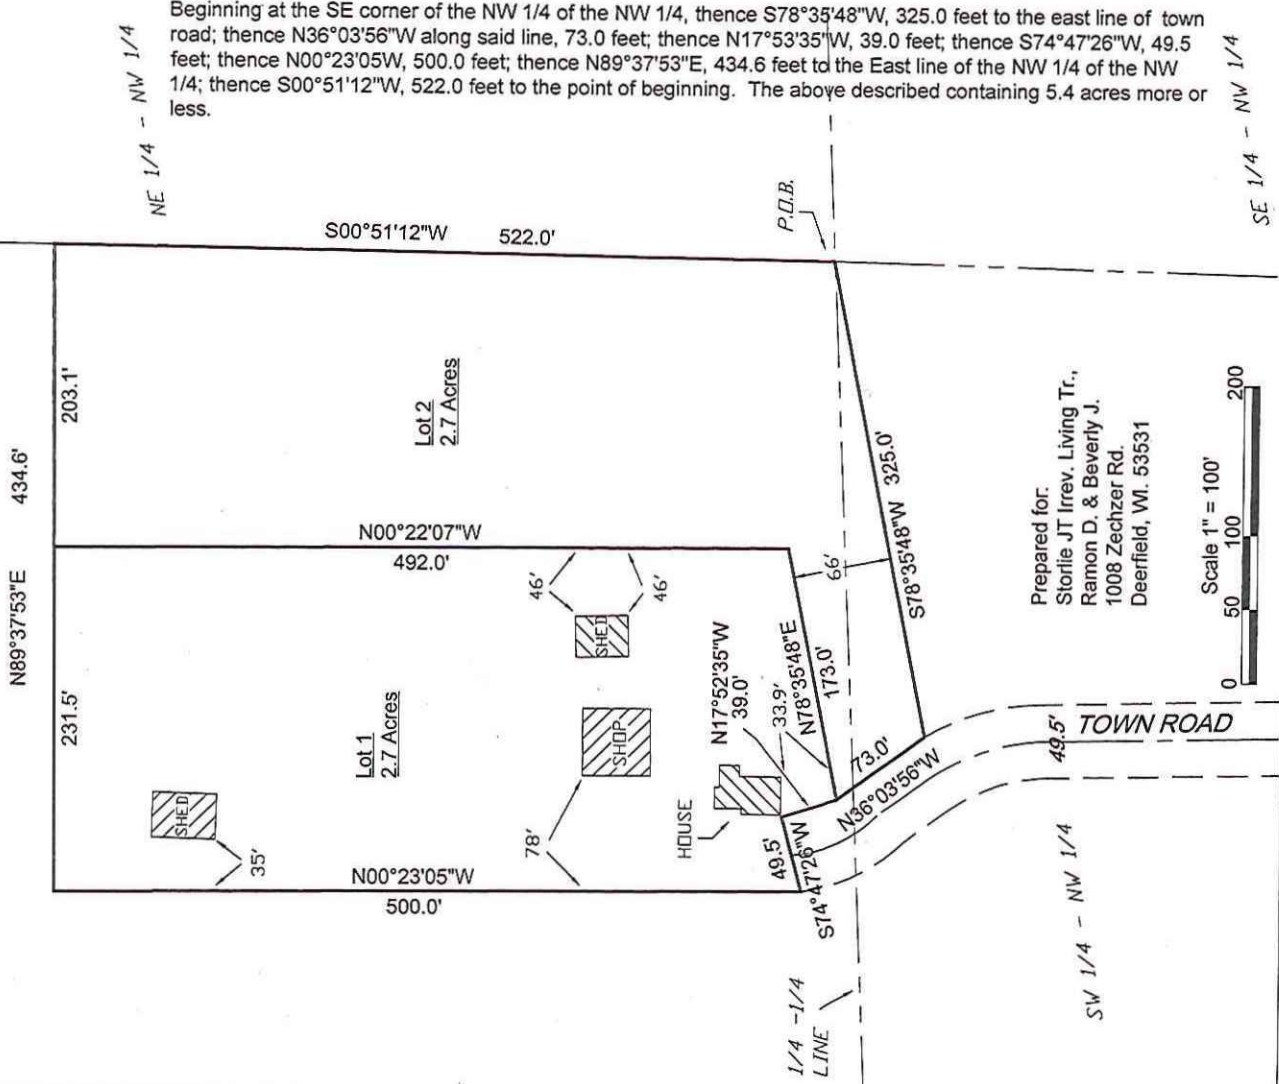 Beginning at the SE corner of the NW 1/4 of the NW 1/4, thence S78°35'48"W, 325.0 feet to the east line of town
road; thence N36°03'56"W along said line, 73.0 feet; thence N17°53'35"W, 39.0 feet; thence S74°47'26"W, 49.5
feet; thence N00°23'05W, 500.0 feet; thence N89°37'53"E, 434.6 feet to the East line of the NW 1/4 of the NW
1/4; thence S00°51'12"W, 522.0 feet to the point of beginning. The above described containing 5.4 acres more or
less.
NE 1/4 - NW 1/4
SE 1/4 - NW 1/4
P.O.B.
S00°51'12"W 522.0'
N89°37'53"E 434.6'
203.1'
231.5'
Lot 2
2.7 Acres
N00°22'07"W
492.0'
46'
46'
SHED
SHOP
SHED
35'
78'
Lot 1
2.7 Acres
HOUSE
N17°52'35"W
39.0'
33.9'
N78°35'48"E
173.0'
66'
S78°35'48"W 325.0'
73.0'
N36°03'56"W
49.5'
S74°47'26"W
N00°23'05"W
500.0'
1/4 -1/4
LINE
SW 1/4 - NW 1/4
49.5'
TOWN ROAD
Prepared for:
Storlie JT Irrev. Living Tr.,
Ramon D. & Beverly J.
1008 Zechzer Rd.
Deerfield, WI. 53531
Scale 1" = 100'
0 50 100 200